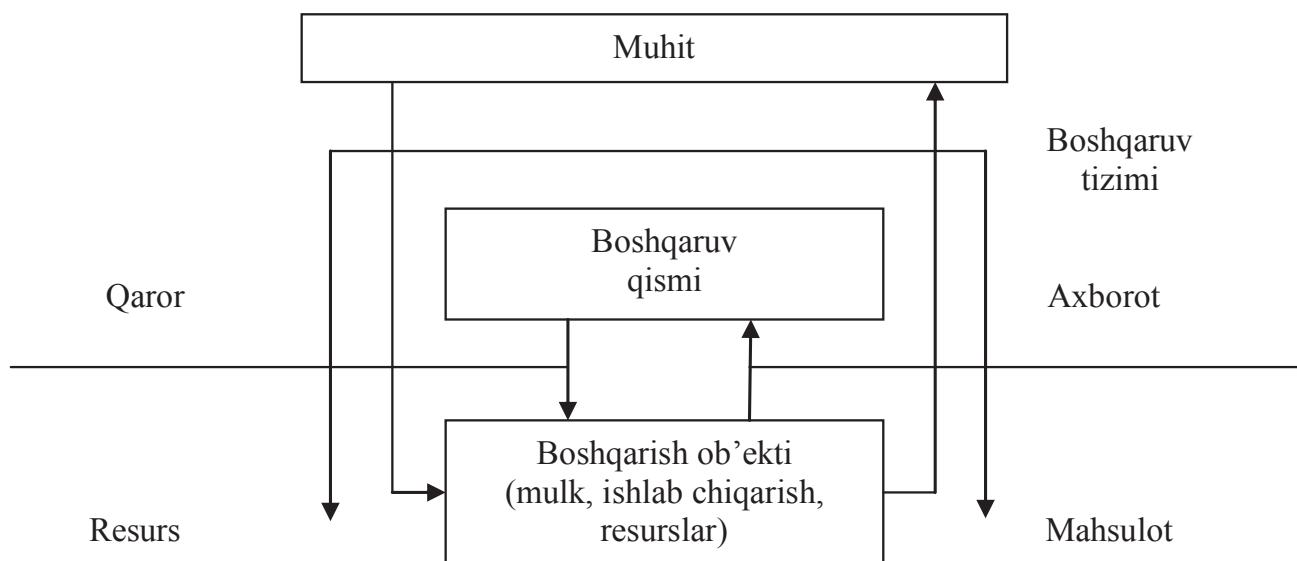 Muhit
Boshqaruv
tizimi
Boshqaruv
qismi
Qaror
Axborot
Boshqarish ob’ekti
(mulk, ishlab chiqarish,
resurslar)
Resurs
Mahsulot